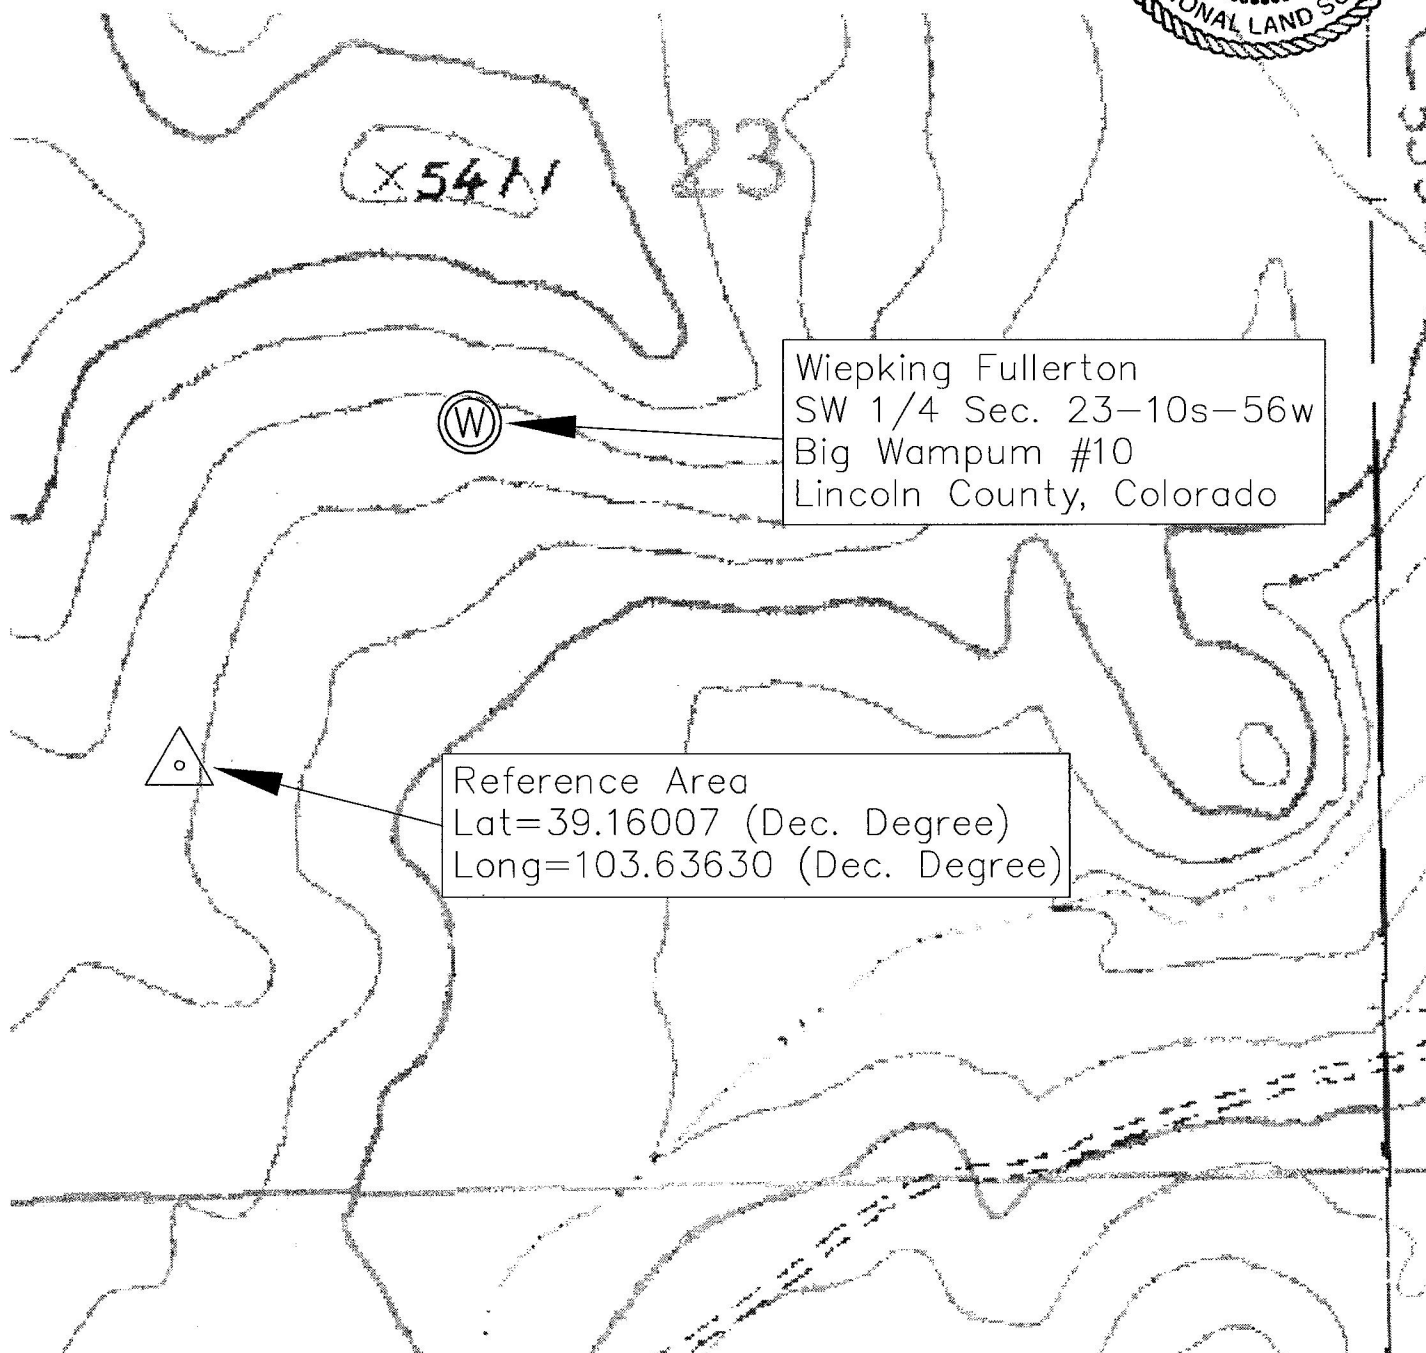 ONAL LAND
23
×54
W
Wiepking Fullerton
SW 1/4 Sec. 23-10s-56w
Big Wampum #10
Lincoln County, Colorado
Reference Area
Lat=39.16007 (Dec. Degree)
Long=103.63630 (Dec. Degree)